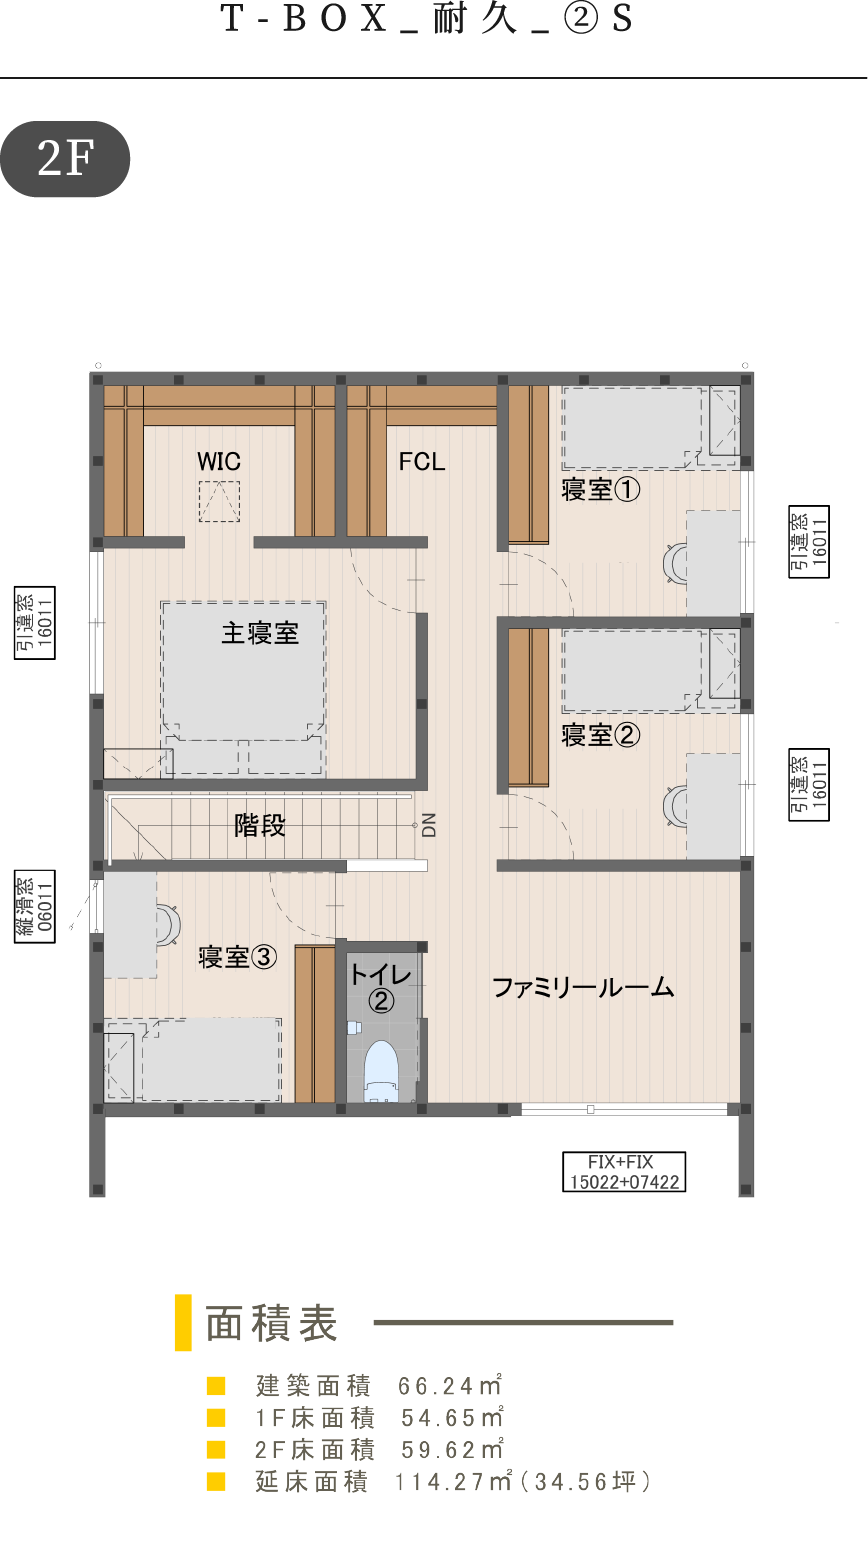 T-BOX_耐久_②S
2F
WIC
FCL
寝室①
引違窓
16011
引違窓
16011
主寝室
寝室②
引違窓
16011
階段
DN
縦滑窓
06011
寝室③
トイレ
②
ファミリールーム
FIX+FIX
15022+07422
面積表
建築面積 66.24㎡
1F床面積 54.65㎡
2F床面積 59.62㎡
延床面積 114.27㎡(34.56坪)